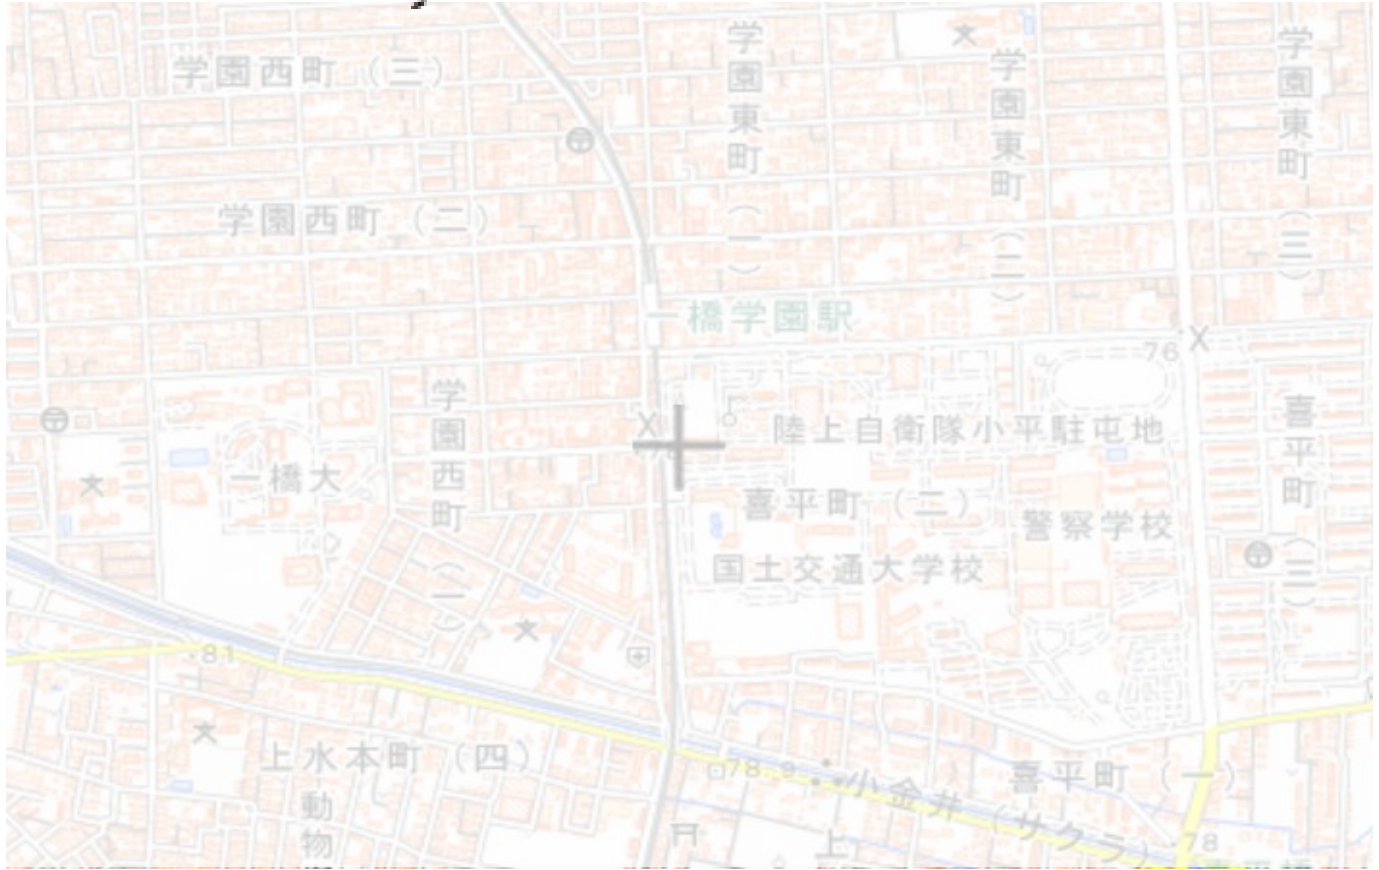 学園西町（三）
学園東町（一）
学園東町（二）
学園東町（三）
学園西町（二）
一橋学園駅
76
学園西町（一）
陸上自衛隊小平駐屯地
喜平町（三）
一橋大
喜平町（二）
警察学校
国土交通大学校
81
上水本町（四）
78.9
小金井（サクラ）
喜平町（一）
動物
上
78